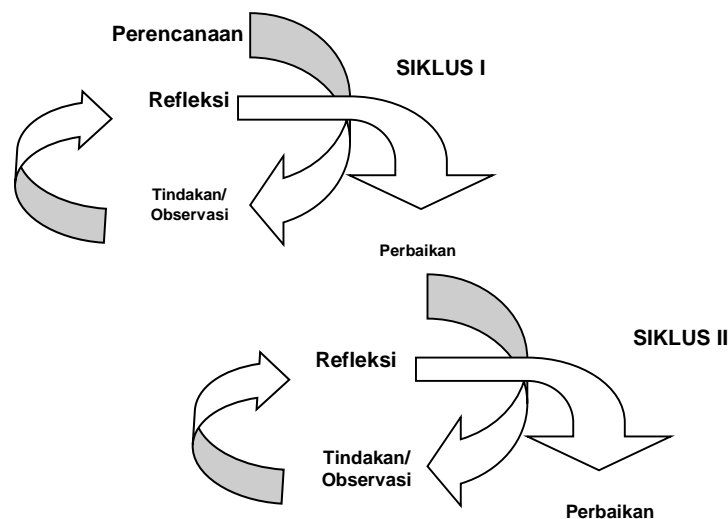 Perencanaan
SIKLUS I
Refleksi
Tindakan/
Observasi
Perbaikan
SIKLUS II
Refleksi
Tindakan/
Observasi
Perbaikan